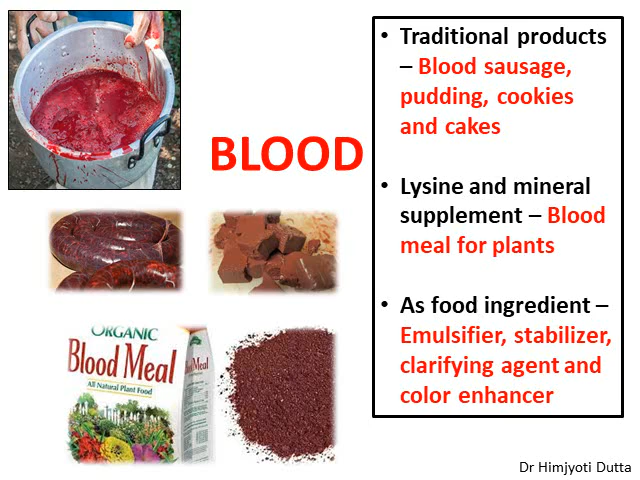 BLOOD
• Traditional products
– Blood sausage,
pudding, cookies
and cakes
• Lysine and mineral
supplement – Blood
meal for plants
• As food ingredient –
Emulsifier, stabilizer,
clarifying agent and
color enhancer
ORGANIC
Blood Meal
All Natural Plant Food
Meal
Dr Himjyoti Dutta